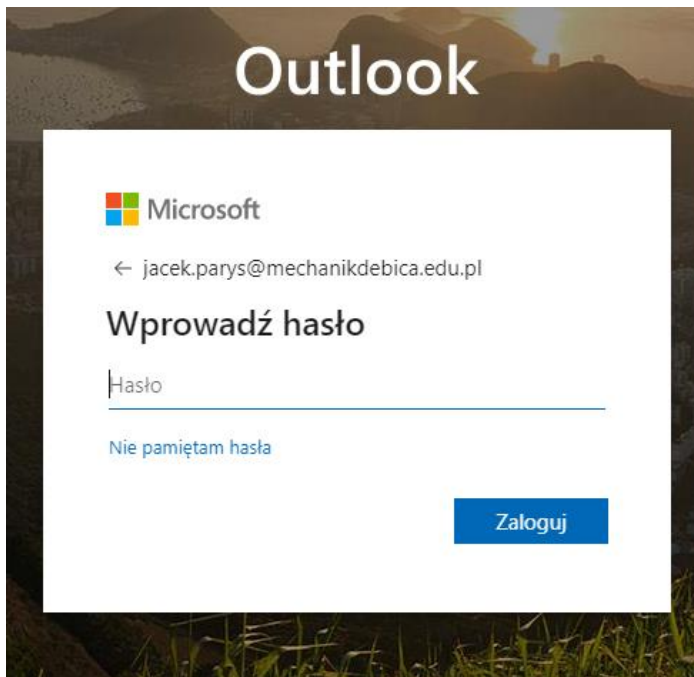 Outlook
Microsoft
← jacek.parys@mechanikdebica.edu.pl
Wprowadź hasło
Hasło
Nie pamiętam hasła
Zaloguj